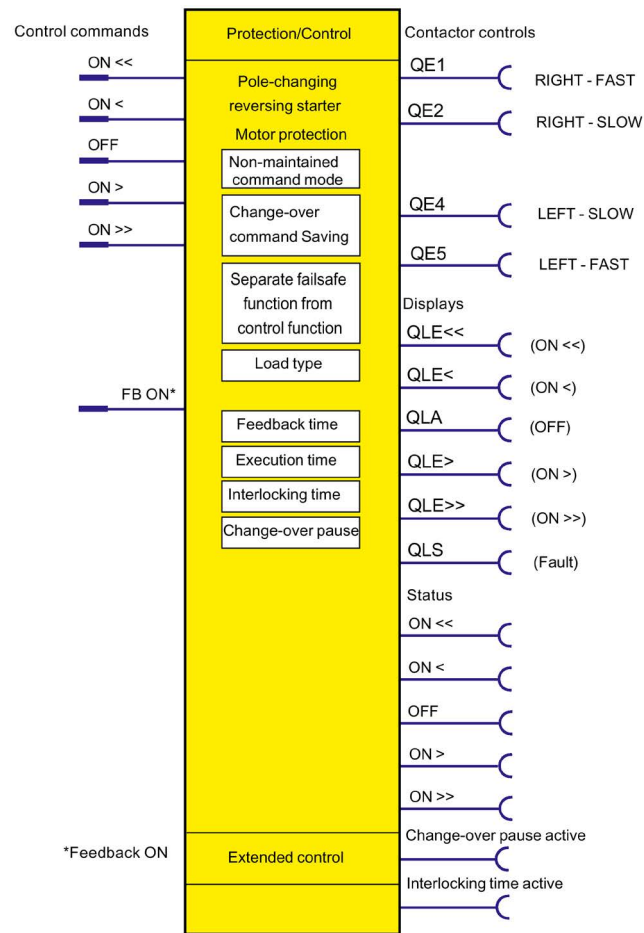 Control commands
ON <<
ON <
OFF
ON >
ON >>
FB ON*
*Feedback ON
Protection/Control
Pole-changing
reversing starter
Motor protection
Non-maintained
command mode
Change-over
command Saving
Separate failsafe
function from
control function
Load type
Feedback time
Execution time
Interlocking time
Change-over pause
Extended control
Contactor controls
QE1
RIGHT - FAST
QE2
RIGHT - SLOW
QE4
LEFT - SLOW
QE5
LEFT - FAST
Displays
QLE<<
(ON <<)
QLE<
(ON <)
QLA
(OFF)
QLE>
(ON >)
QLE>>
(ON >>)
QLS
(Fault)
Status
ON <<
ON <
OFF
ON >
ON >>
Change-over pause active
Interlocking time active